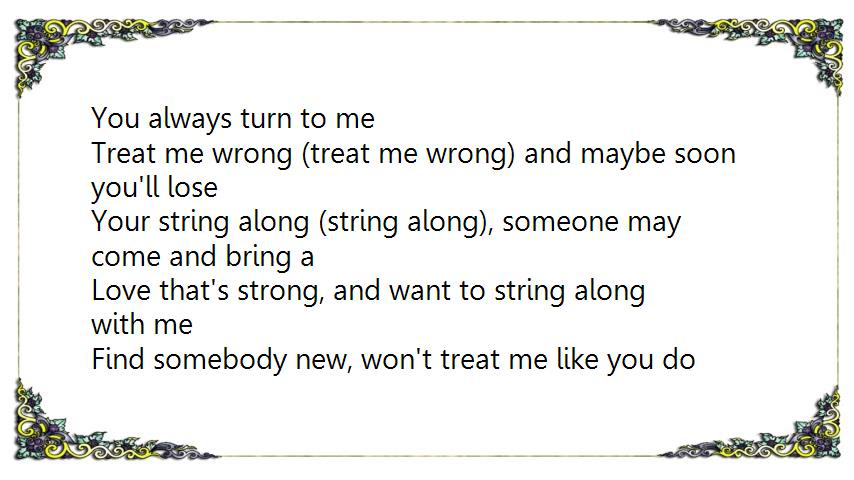 You always turn to me
Treat me wrong (treat me wrong) and maybe soon
you'll lose
Your string along (string along), someone may
come and bring a
Love that's strong, and want to string along
with me
Find somebody new, won't treat me like you do